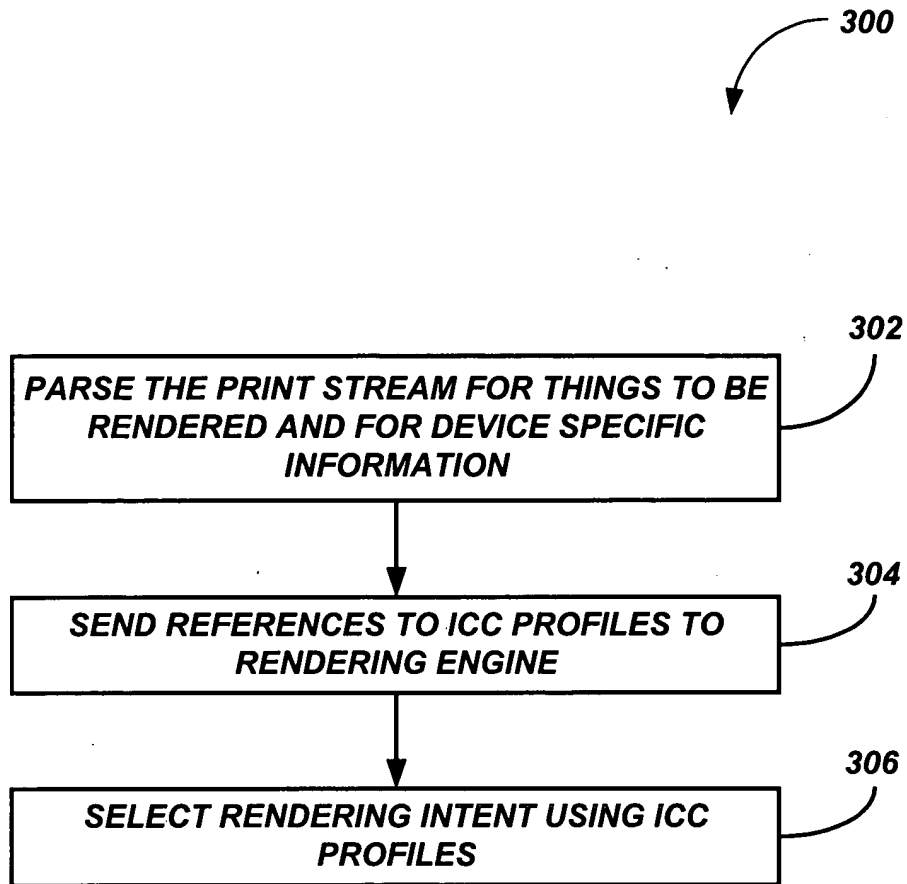 300
302
PARSE THE PRINT STREAM FOR THINGS TO BE
RENDERED AND FOR DEVICE SPECIFIC
INFORMATION
304
SEND REFERENCES TO ICC PROFILES TO
RENDERING ENGINE
306
SELECT RENDERING INTENT USING ICC
PROFILES